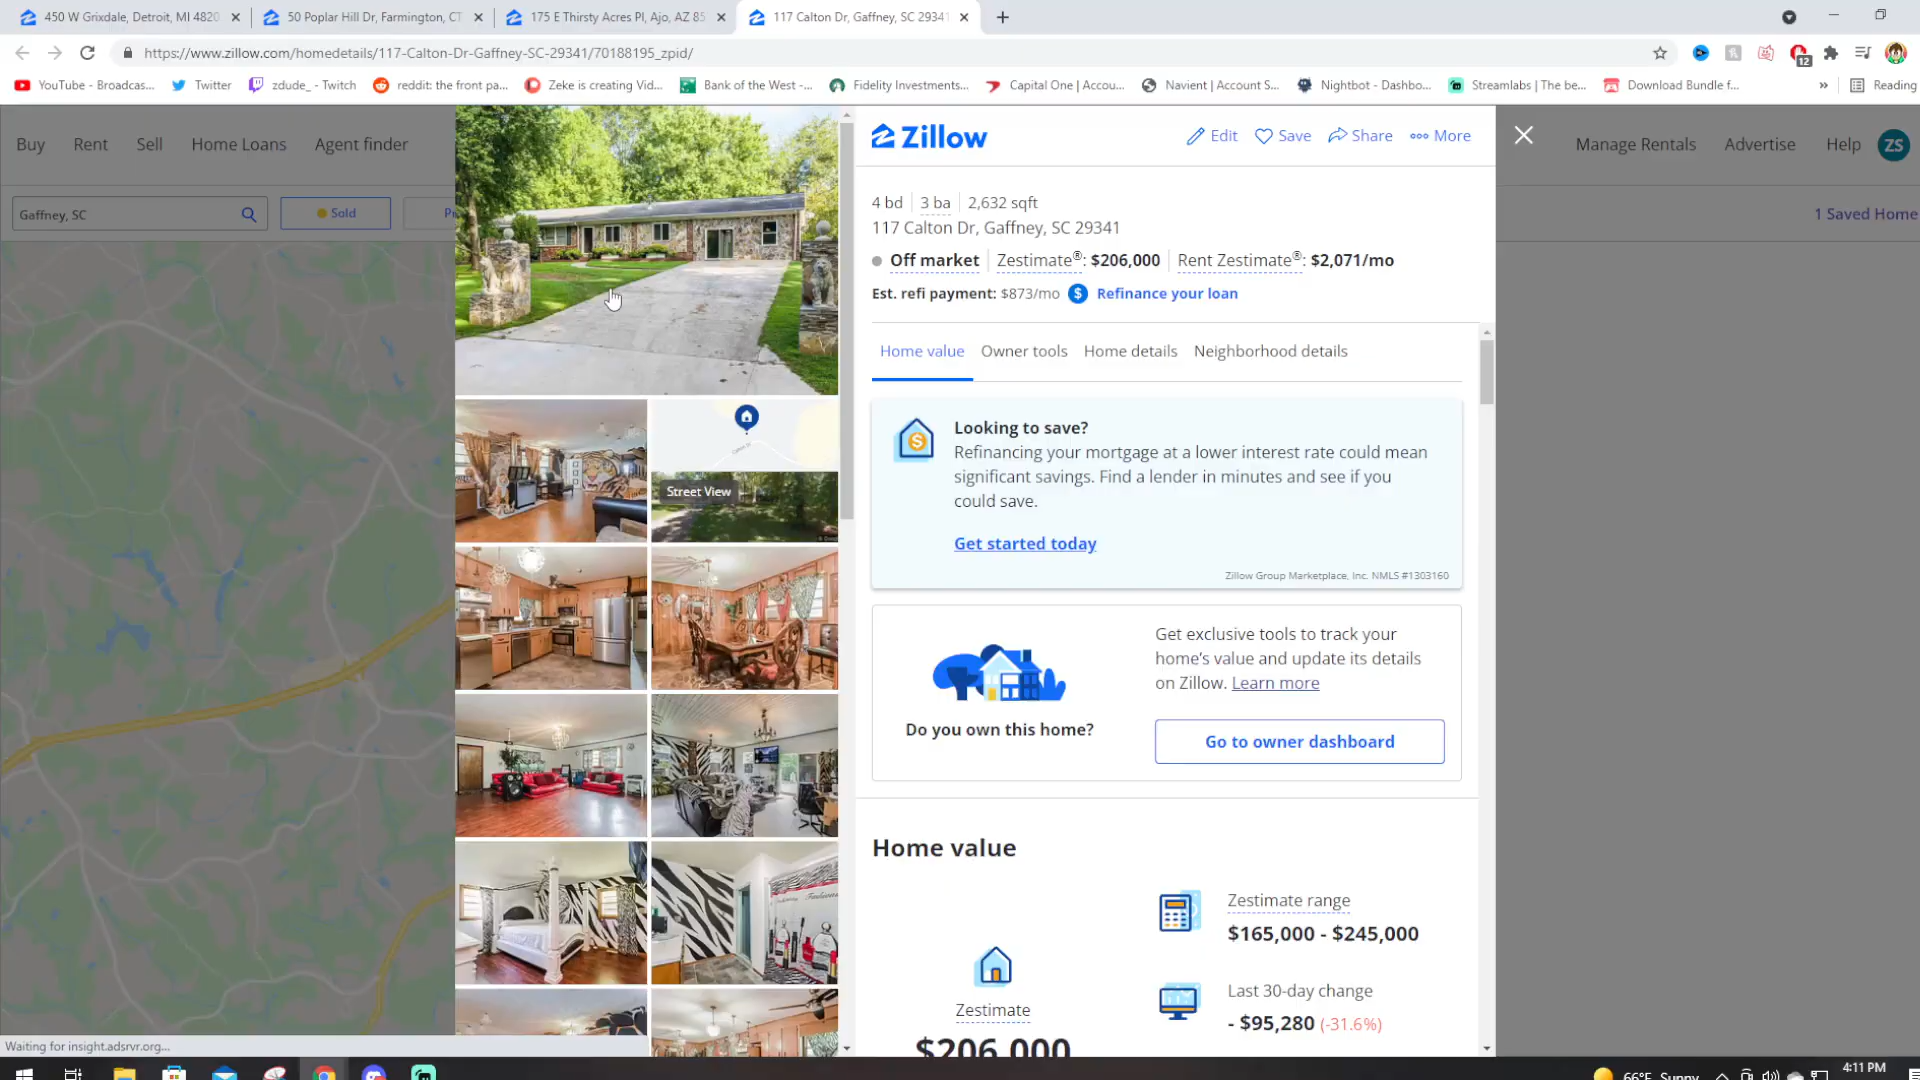 450 W Grixdale, Detroit, MI 4820
50 Poplar Hill Dr, Farmington, CT
175 E Thirsty Acres Pl, Ajo, AZ 85
117 Calton Dr, Gaffney, SC 29341
https://www.zillow.com/homedetails/117-Calton-Dr-Gaffney-SC-29341/70188195_zpid/
12
YouTube - Broadcas...
Twitter
zdude_ - Twitch
reddit: the front pa...
Zeke is creating Vid...
Bank of the West -...
Fidelity Investments...
Capital One | Accou...
Navient | Account S...
Nightbot - Dashbo...
Streamlabs | The be...
Download Bundle f...
»
Reading
Buy
Rent
Sell
Home Loans
Agent finder
Manage Rentals
Advertise
Help
ZS
Gaffney, SC
Sold
1 Saved Home
Zillow
Edit
Save
Share
More
4 bd
3 ba
2,632 sqft
117 Calton Dr, Gaffney, SC 29341
Off market
Zestimate®: $206,000
Rent Zestimate®: $2,071/mo
Est. refi payment: $873/mo
$
Refinance your loan
Home value
Owner tools
Home details
Neighborhood details
Street View
Looking to save?
Refinancing your mortgage at a lower interest rate could mean
significant savings. Find a lender in minutes and see if you
could save.
Get started today
Zillow Group Marketplace, Inc. NMLS #1303160
Do you own this home?
Get exclusive tools to track your
home's value and update its details
on Zillow. Learn more
Go to owner dashboard
Home value
Zestimate
$206,000
Zestimate range
$165,000 - $245,000
Last 30-day change
- $95,280 (-31.6%)
Waiting for insight.adsrvr.org...
66°F Sunny
4:11 PM